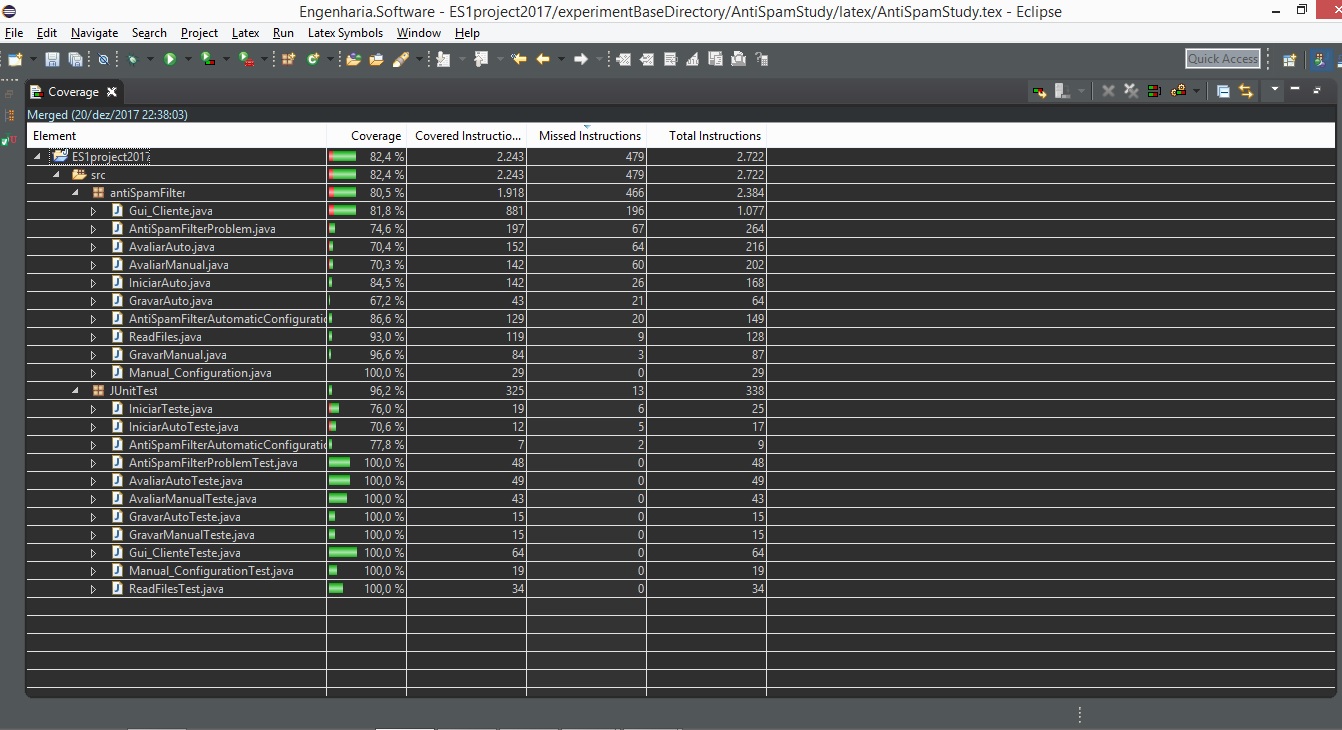 Engenharia.Software - ES1project2017/experimentBaseDirectory/AntiSpamStudy/latex/AntiSpamStudy.tex - Eclipse
File Edit Navigate Search Project Latex Run Latex Symbols Window Help
Quick Access
Coverage
Merged (20/dez/2017 22:38:03)
Element Coverage Covered Instructio... Missed Instructions Total Instructions
ES1project2017 82,4 % 2.243 479 2.722
src 82,4 % 2.243 479 2.722
antiSpamFilter 80,5 % 1.918 466 2.384
Gui_Cliente.java 81,8 % 881 196 1.077
AntiSpamFilterProblem.java 74,6 % 197 67 264
AvaliarAuto.java 70,4 % 152 64 216
AvaliarManual.java 70,3 % 142 60 202
IniciarAuto.java 84,5 % 142 26 168
GravarAuto.java 67,2 % 43 21 64
AntiSpamFilterAutomaticConfiguratio 86,6 % 129 20 149
ReadFiles.java 93,0 % 119 9 128
GravarManual.java 96,6 % 84 3 87
Manual_Configuration.java 100,0 % 29 0 29
JUnitTest 96,2 % 325 13 338
IniciarTeste.java 76,0 % 19 6 25
IniciarAutoTeste.java 70,6 % 12 5 17
AntiSpamFilterAutomaticConfiguratio 77,8 % 7 2 9
AntiSpamFilterProblemTest.java 100,0 % 48 0 48
AvaliarAutoTeste.java 100,0 % 49 0 49
AvaliarManualTeste.java 100,0 % 43 0 43
GravarAutoTeste.java 100,0 % 15 0 15
GravarManualTeste.java 100,0 % 15 0 15
Gui_ClienteTeste.java 100,0 % 64 0 64
Manual_ConfigurationTest.java 100,0 % 19 0 19
ReadFilesTest.java 100,0 % 34 0 34